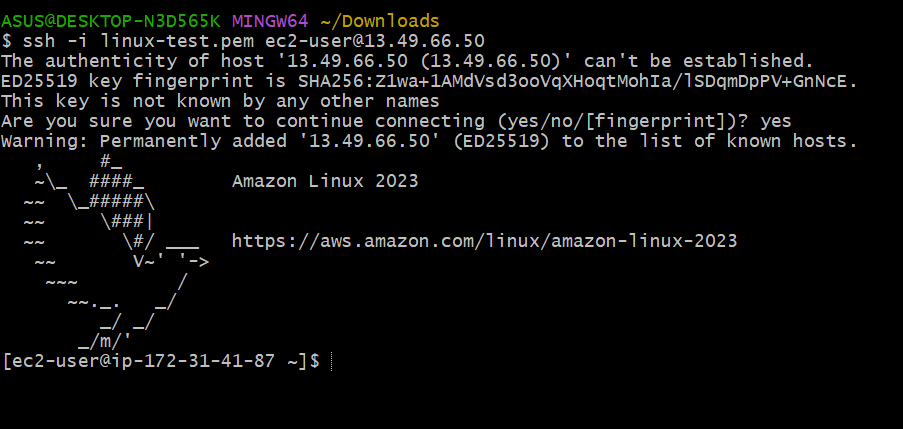 ASUS@DESKTOP-N3D565K MINGW64 ~/Downloads
$ ssh -i linux-test.pem ec2-user@13.49.66.50
The authenticity of host '13.49.66.50 (13.49.66.50)' can't be established.
ED25519 key fingerprint is SHA256:Z1wa+1AMdVsd3ooVqXHoqtMohIa/lSDqmDpPV+GnNcE.
This key is not known by any other names
Are you sure you want to continue connecting (yes/no/[fingerprint])? yes
Warning: Permanently added '13.49.66.50' (ED25519) to the list of known hosts.
   ,     #_
   ~\_  ####_        Amazon Linux 2023
  ~~  \_#####\
  ~~     \###|
  ~~       \#/ ___   https://aws.amazon.com/linux/amazon-linux-2023
   ~~       V~' '->
    ~~~         /
      ~~._.   _/
         _/ _/
       _/m/'
[ec2-user@ip-172-31-41-87 ~]$